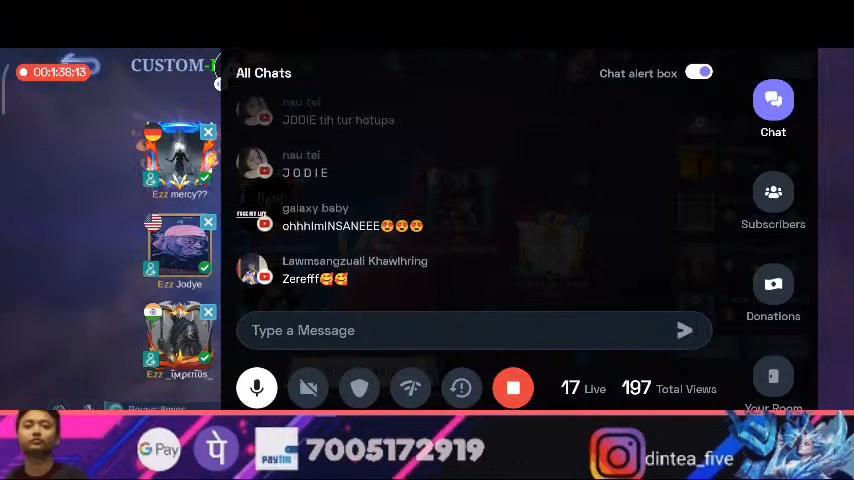 CUSTOM-
00:1:38:13
All Chats
Chat alert box
nau tei
JODIE tih tur hotupa
nau tei
J O D I E
galaxy baby
ohhhImINSANEEE😍😍😍
Lawmsangzuali Khawlhring
Zerefff🥰🥰
Type a Message
Ezz mercy??
Ezz Jodye
Ezz _ïɱρҽɾïυʂ_
Chat
Subscribers
Donations
Your Room
17 Live
197 Total Views
G Pay
पे
paytm
7005172919
dintea_five